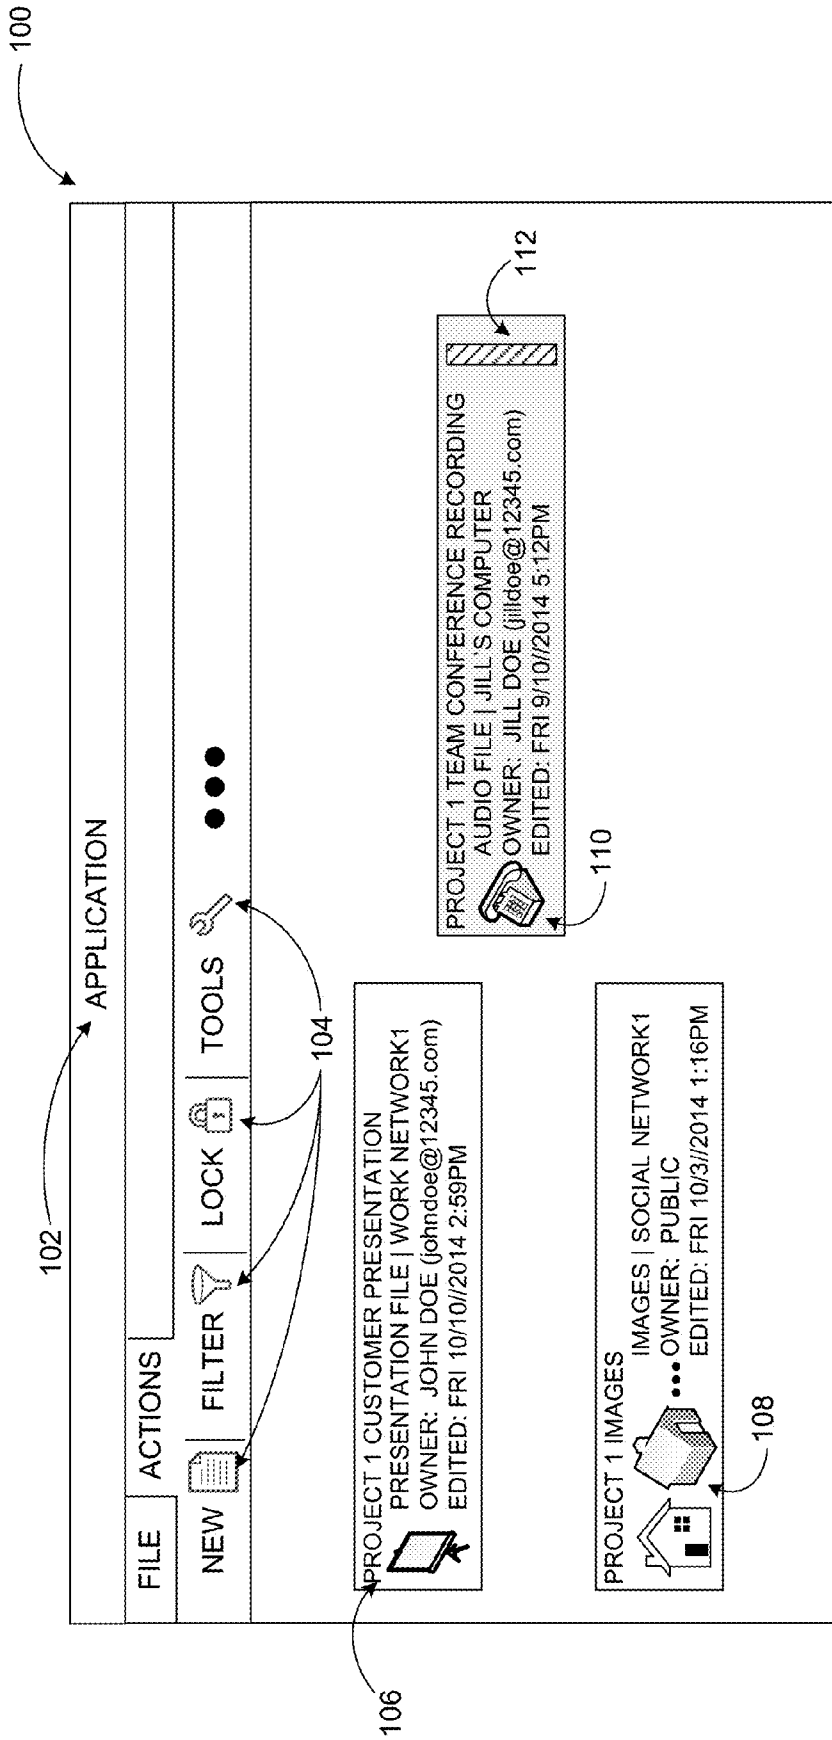 100
102
APPLICATION
FILE ACTIONS
NEW FILTER LOCK TOOLS
104
106
PROJECT 1 CUSTOMER PRESENTATION
PRESENTATION FILE | WORK NETWORK1
OWNER: JOHN DOE (johndoe@12345.com)
EDITED: FRI 10/10//2014 2:59PM
PROJECT 1 TEAM CONFERENCE RECORDING
AUDIO FILE | JILL'S COMPUTER
OWNER: JILL DOE (jilldoe@12345.com)
EDITED: FRI 9/10//2014 5:12PM
112
110
PROJECT 1 IMAGES
IMAGES | SOCIAL NETWORK1
OWNER: PUBLIC
EDITED: FRI 10/3//2014 1:16PM
108